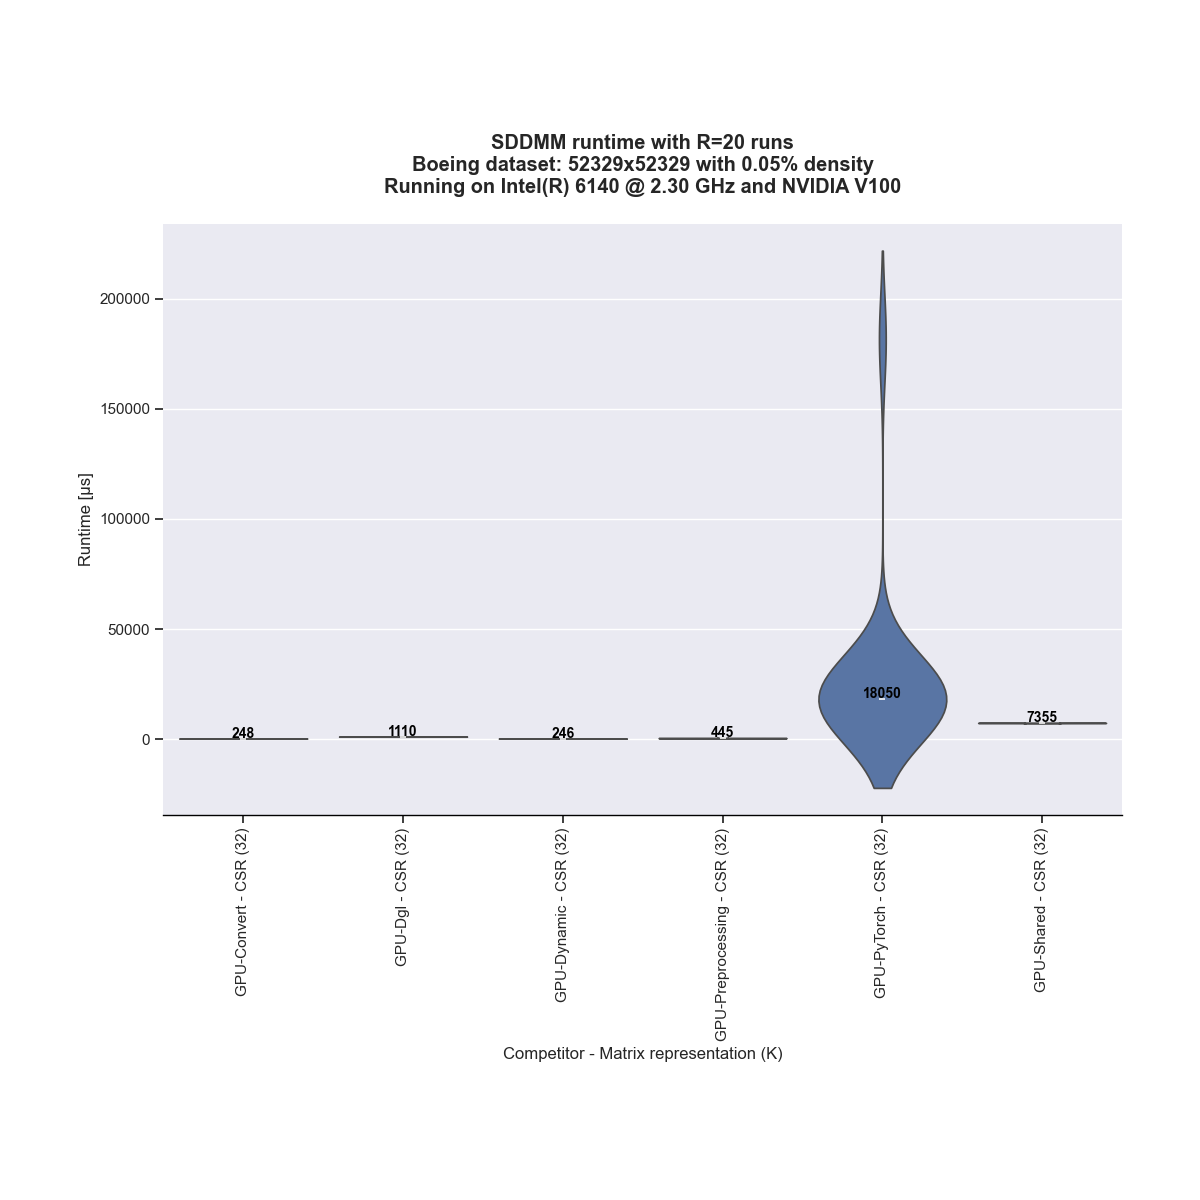 SDDMM runtime with R=20 runs
Boeing dataset: 52329x52329 with 0.05% density
Running on Intel(R) 6140 @ 2.30 GHz and NVIDIA V100
200000
150000
100000
50000
0
Runtime [µs]
248
1110
246
445
18050
7355
GPU-Convert - CSR (32)
GPU-Dgl - CSR (32)
GPU-Dynamic - CSR (32)
GPU-Preprocessing - CSR (32)
GPU-PyTorch - CSR (32)
GPU-Shared - CSR (32)
Competitor - Matrix representation (K)